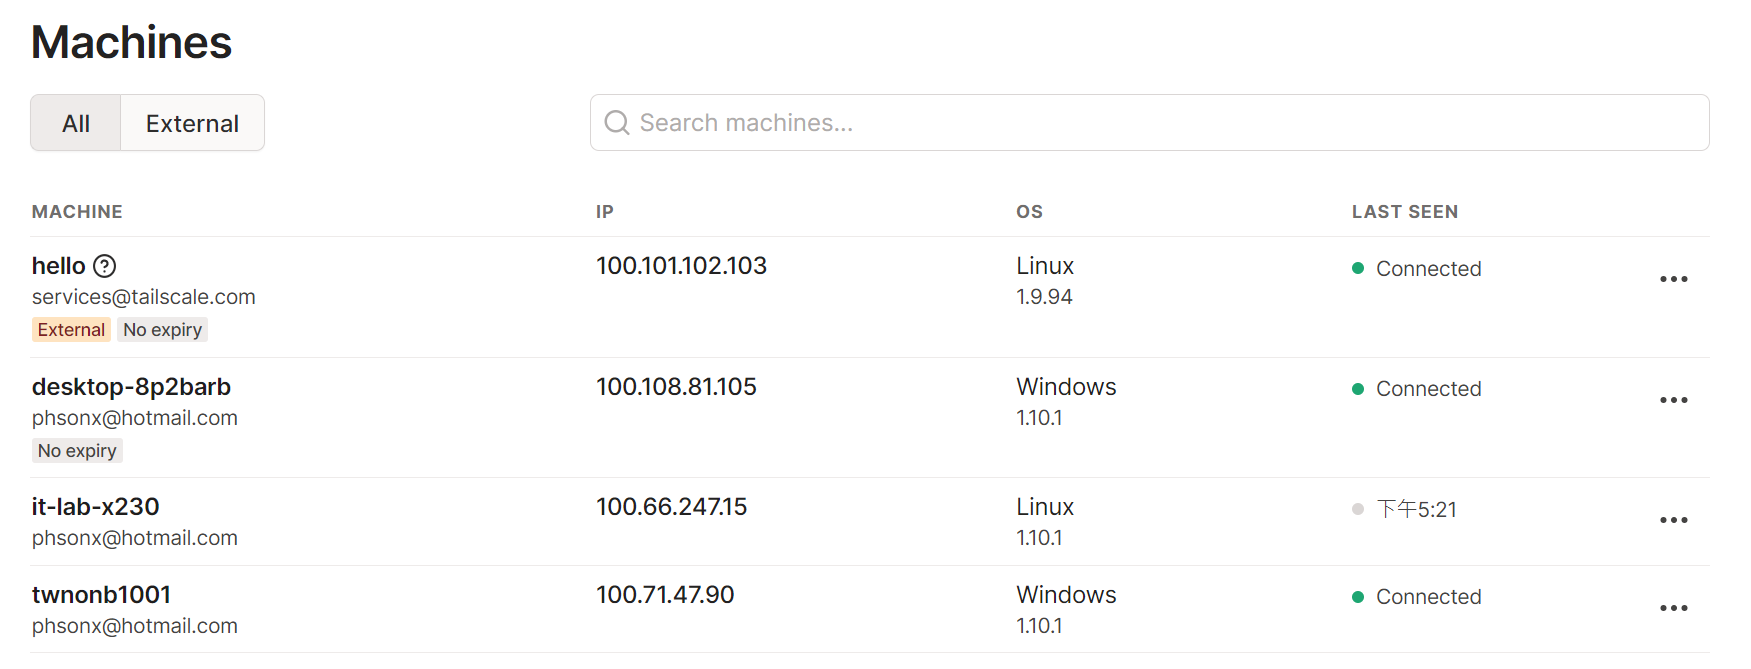 Machines
All External
Search machines...
MACHINE IP OS LAST SEEN
hello 100.101.102.103 Linux Connected
services@tailscale.com 1.9.94
External No expiry
desktop-8p2barb 100.108.81.105 Windows Connected
phsonx@hotmail.com 1.10.1
No expiry
it-lab-x230 100.66.247.15 Linux 下午5:21
phsonx@hotmail.com 1.10.1
twnonb1001 100.71.47.90 Windows Connected
phsonx@hotmail.com 1.10.1